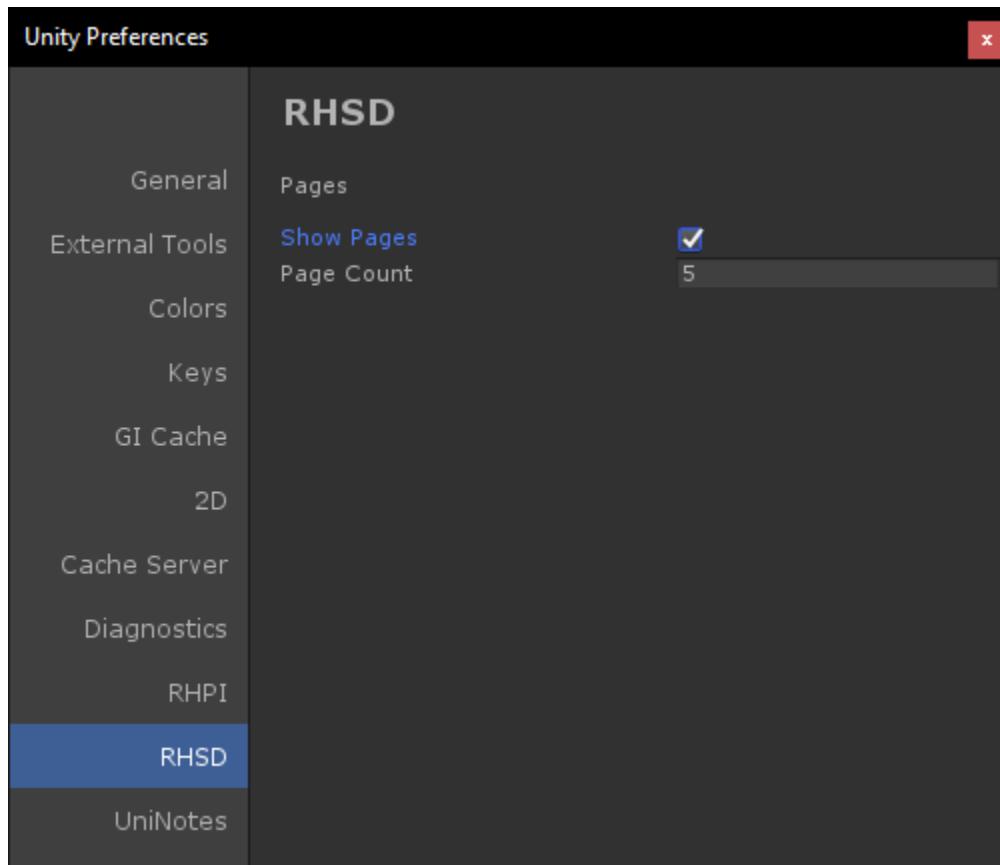 Unity Preferences
x
General
External Tools
Colors
Keys
GI Cache
2D
Cache Server
Diagnostics
RHPI
RHSD
UniNotes
RHSD
Pages
Show Pages
Page Count 5